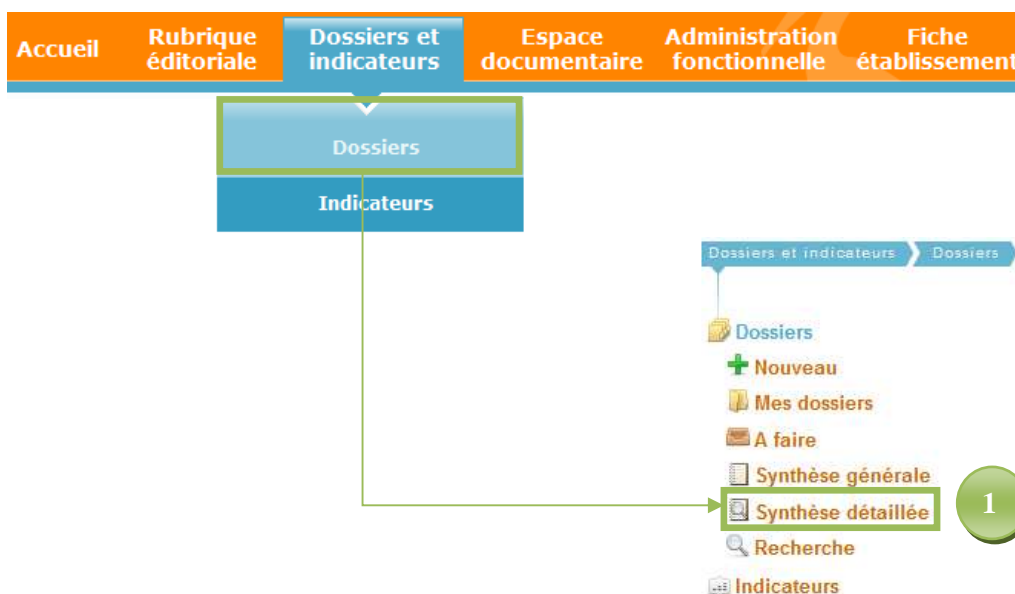 Accueil
Rubrique
éditoriale
Dossiers et
indicateurs
Espace
documentaire
Administration
fonctionnelle
Fiche
établissement
Dossiers
Indicateurs
Dossiers et indicateurs
Dossiers
Dossiers
Nouveau
Mes dossiers
A faire
Synthèse générale
Synthèse détaillée
1
Recherche
Indicateurs